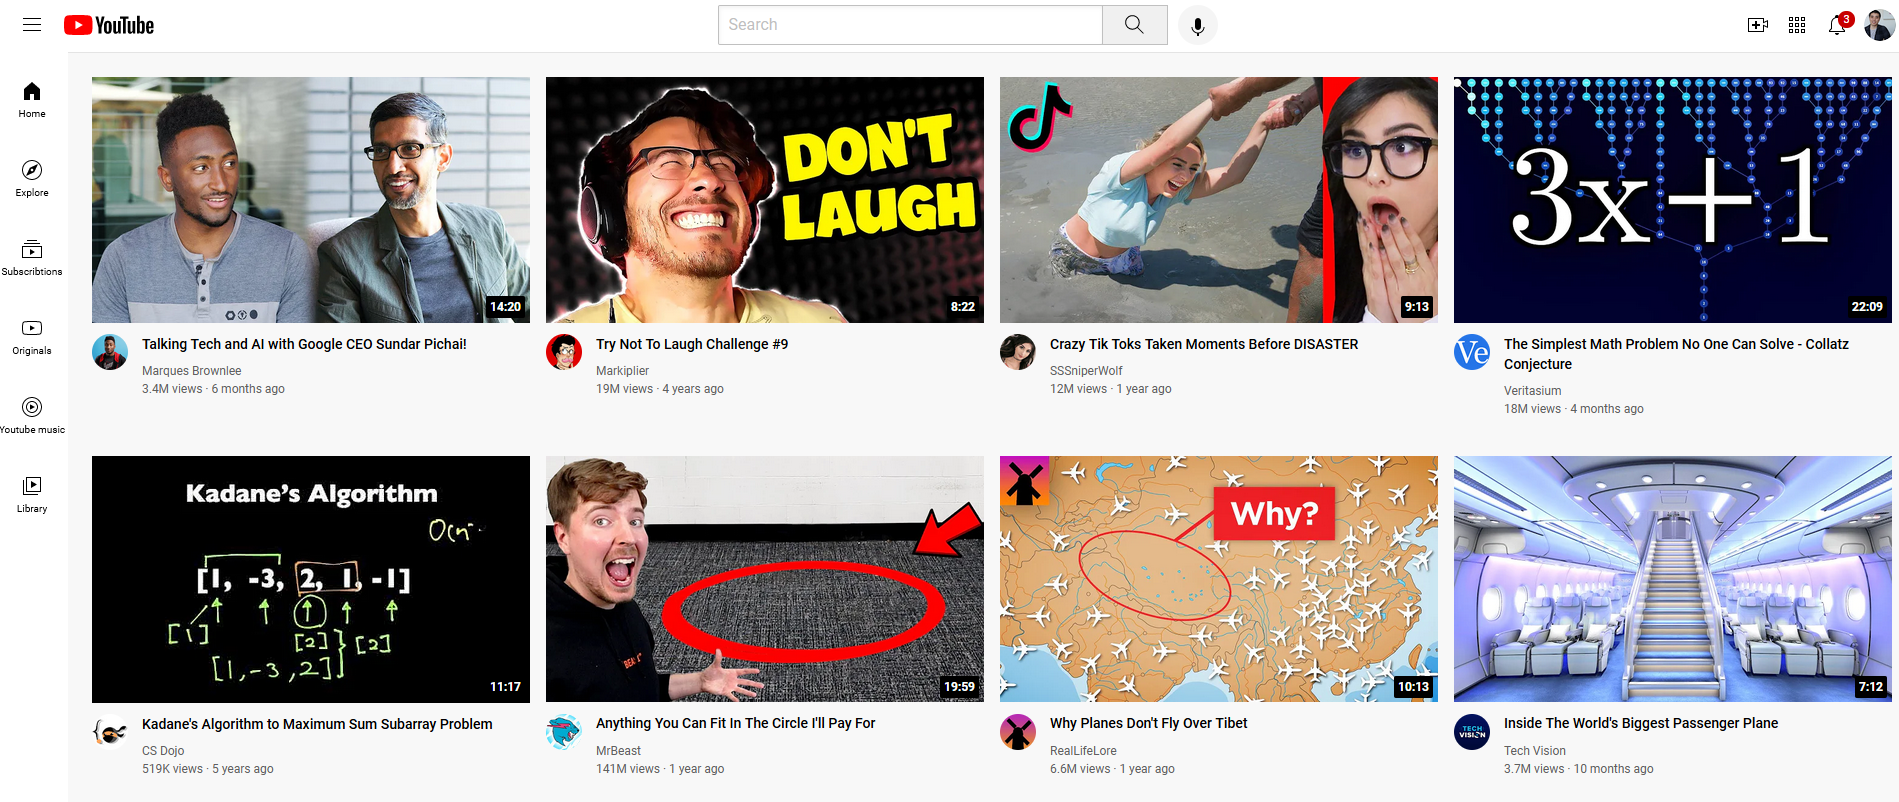 YouTube
Search
3
Home
Explore
Subscribtions
Originals
Youtube music
Library
DON'T
LAUGH
3x+1
14:20
8:22
9:13
22:09
Talking Tech and AI with Google CEO Sundar Pichai!
Marques Brownlee
3.4M views · 6 months ago
Try Not To Laugh Challenge #9
Markiplier
19M views · 4 years ago
Crazy Tik Toks Taken Moments Before DISASTER
SSSniperWolf
12M views · 1 year ago
Ve
The Simplest Math Problem No One Can Solve - Collatz
Conjecture
Veritasium
18M views · 4 months ago
Kadane's Algorithm
[1, -3, 2, 1, -1]
[1]
[2]
[2]
[1,-3,2]
11:17
19:59
Why?
10:13
7:12
Kadane's Algorithm to Maximum Sum Subarray Problem
CS Dojo
519K views · 5 years ago
Anything You Can Fit In The Circle I'll Pay For
MrBeast
141M views · 1 year ago
Why Planes Don't Fly Over Tibet
RealLifeLore
6.6M views · 1 year ago
TECH
VISION
Inside The World's Biggest Passenger Plane
Tech Vision
3.7M views · 10 months ago